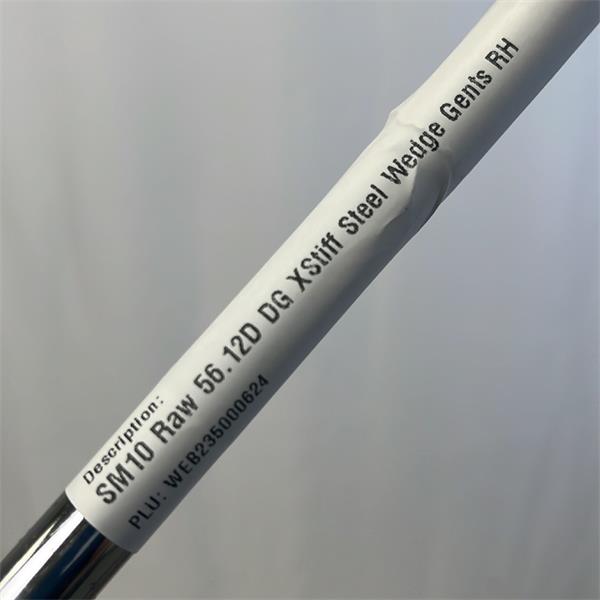 Description:
SM10 Raw 56.12D DG XStiff Steel Wedge Gents RH
PLU: WEB235000624